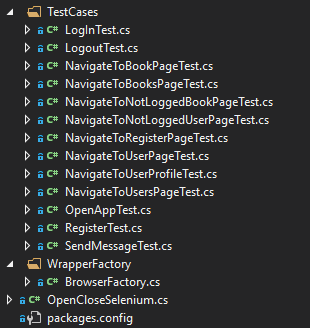 TestCases
C# LogInTest.cs
C# LogoutTest.cs
C# NavigateToBookPageTest.cs
C# NavigateToBooksPageTest.cs
C# NavigateToNotLoggedBookPageTest.cs
C# NavigateToNotLoggedUserPageTest.cs
C# NavigateToRegisterPageTest.cs
C# NavigateToUserPageTest.cs
C# NavigateToUserProfileTest.cs
C# NavigateToUsersPageTest.cs
C# OpenAppTest.cs
C# RegisterTest.cs
C# SendMessageTest.cs
WrapperFactory
C# BrowserFactory.cs
C# OpenCloseSelenium.cs
packages.config